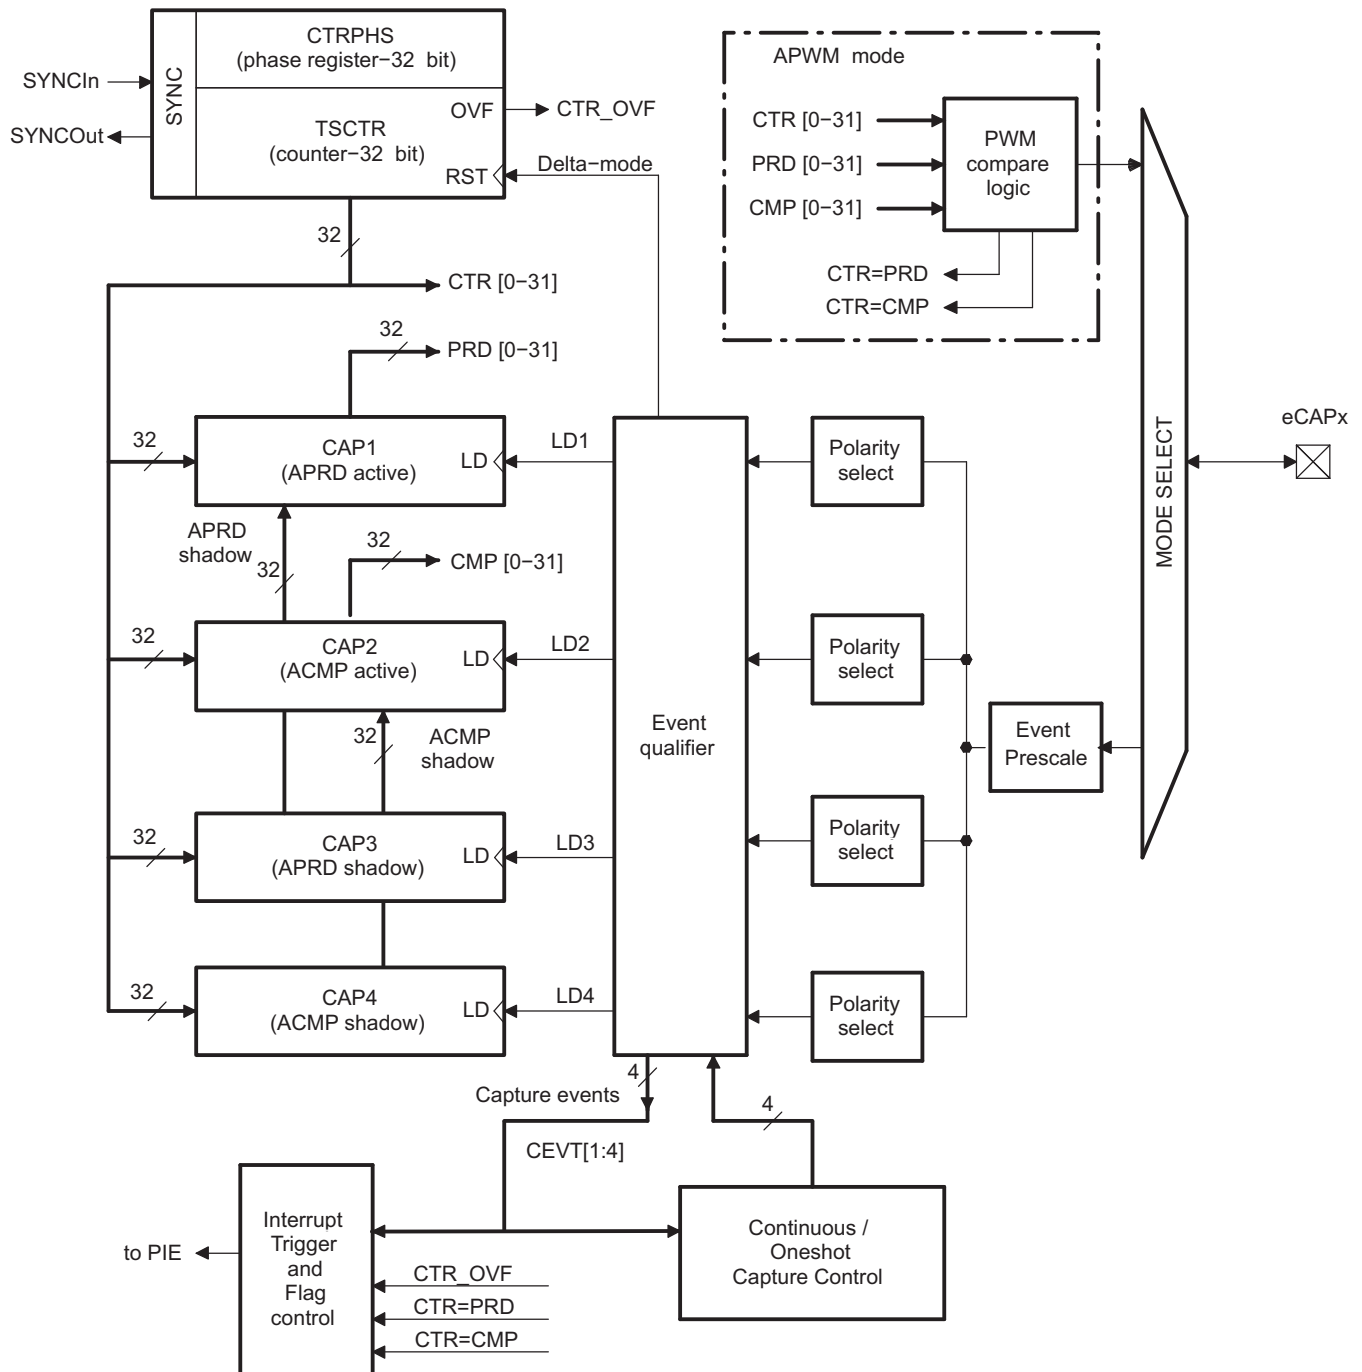 CTRPHS
(phase register−32 bit)
APWM mode
SYNCIn
SYNC
OVF
CTR_OVF
SYNCOut
TSCTR
(counter−32 bit)
RST
Delta−mode
CTR [0−31]
PRD [0−31]
CMP [0−31]
PWM
compare
logic
CTR=PRD
CTR=CMP
32
CTR [0−31]
32
PRD [0−31]
MODE SELECT
eCAPx
32
CAP1
(APRD active)
LD
LD1
Polarity
select
APRD
shadow
32
32
CMP [0−31]
32
CAP2
(ACMP active)
LD
LD2
Polarity
select
Event
qualifier
32
ACMP
shadow
Event
Prescale
32
CAP3
(APRD shadow)
LD
LD3
Polarity
select
32
CAP4
(ACMP shadow)
LD
LD4
Polarity
select
4
Capture events
4
CEVT[1:4]
to PIE
Interrupt
Trigger
and
Flag
control
CTR_OVF
CTR=PRD
CTR=CMP
Continuous /
Oneshot
Capture Control